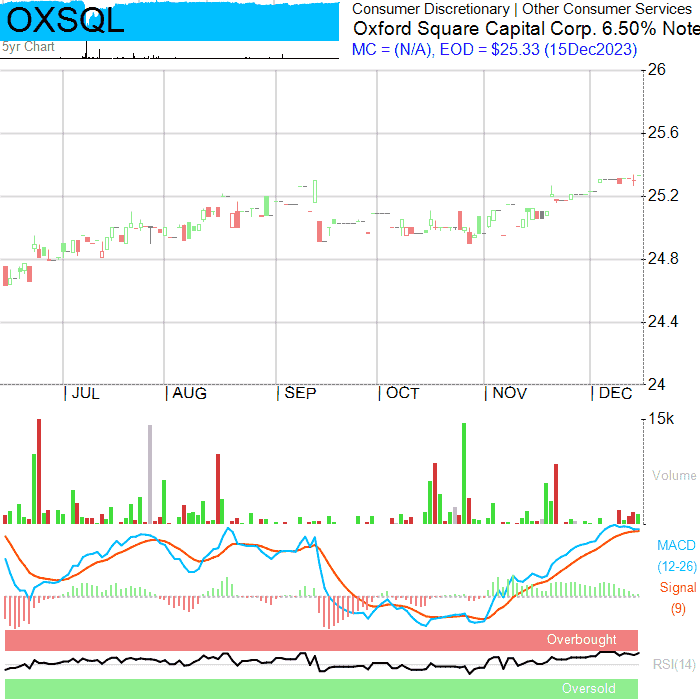 OXSQL
Consumer Discretionary | Other Consumer Services
Oxford Square Capital Corp. 6.50% Note
5yr Chart
MC = (N/A), EOD = $25.33 (15Dec2023)
26
25.6
25.2
24.8
24.4
24
| JUL | AUG | SEP | OCT | NOV | DEC
15k
Volume
MACD
(12-26)
Signal
(9)
Overbought
RSI(14)
Oversold